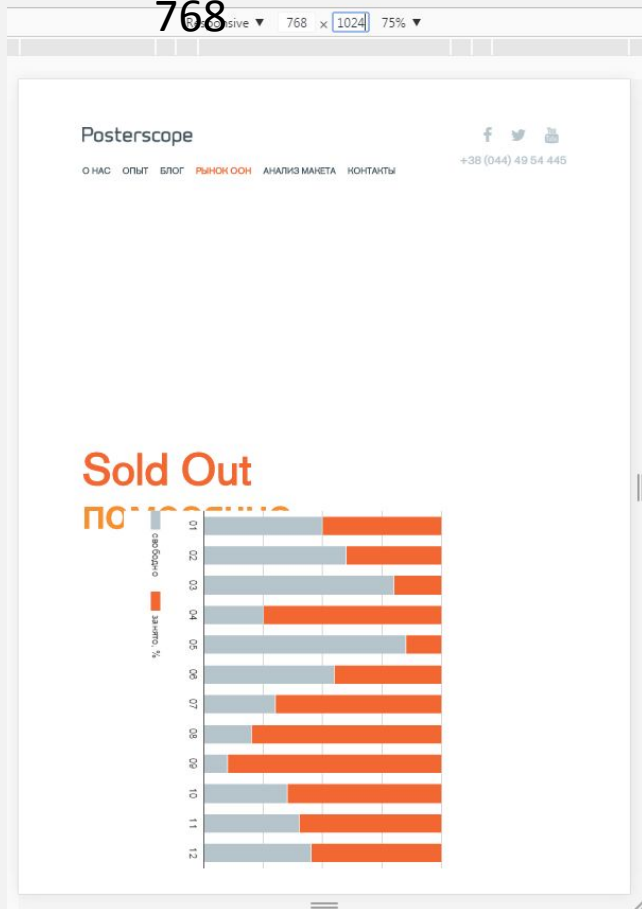 768
Responsive ▼ 768 × 1024 75% ▼
Posterscope
+38 (044) 49 54 445
О НАС ОПЫТ БЛОГ РЫНОК ООН АНАЛИЗ МАКЕТА КОНТАКТЫ
Sold Out
помесячно
свободно
занято, %
01
02
03
04
05
06
07
08
09
10
11
12